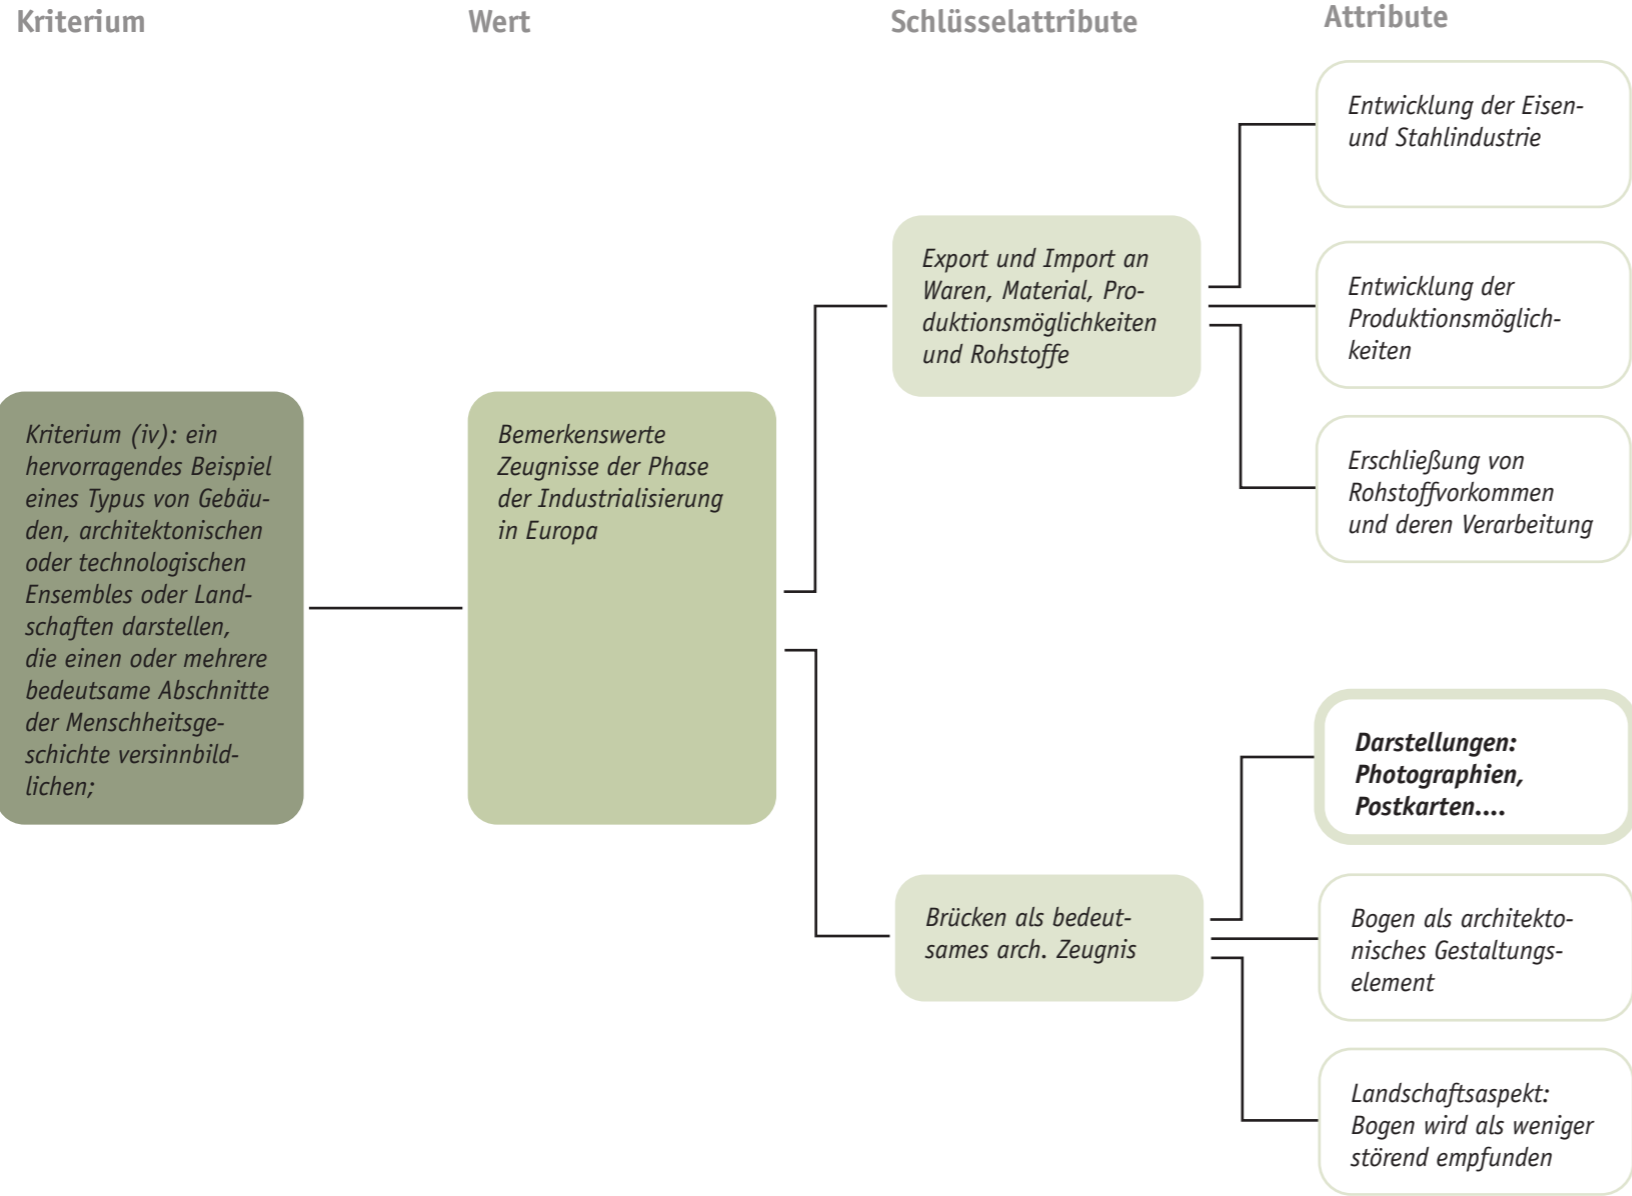 Kriterium
Wert
Schlüsselattribute
Attribute
Kriterium (iv): ein
hervorragendes Beispiel
eines Typus von Gebäu-
den, architektonischen
oder technologischen
Ensembles oder Land-
schaften darstellen,
die einen oder mehrere
bedeutsame Abschnitte
der Menschheitsge-
schichte versinnbild-
lichen;
Bemerkenswerte
Zeugnisse der Phase
der Industrialisierung
in Europa
Export und Import an
Waren, Material, Pro-
duktionsmöglichkeiten
und Rohstoffe
Entwicklung der Eisen-
und Stahlindustrie
Entwicklung der
Produktionsmöglich-
keiten
Erschließung von
Rohstoffvorkommen
und deren Verarbeitung
Brücken als bedeut-
sames arch. Zeugnis
Darstellungen:
Photographien,
Postkarten....
Bogen als architekto-
nisches Gestaltungs-
element
Landschaftsaspekt:
Bogen wird als weniger
störend empfunden